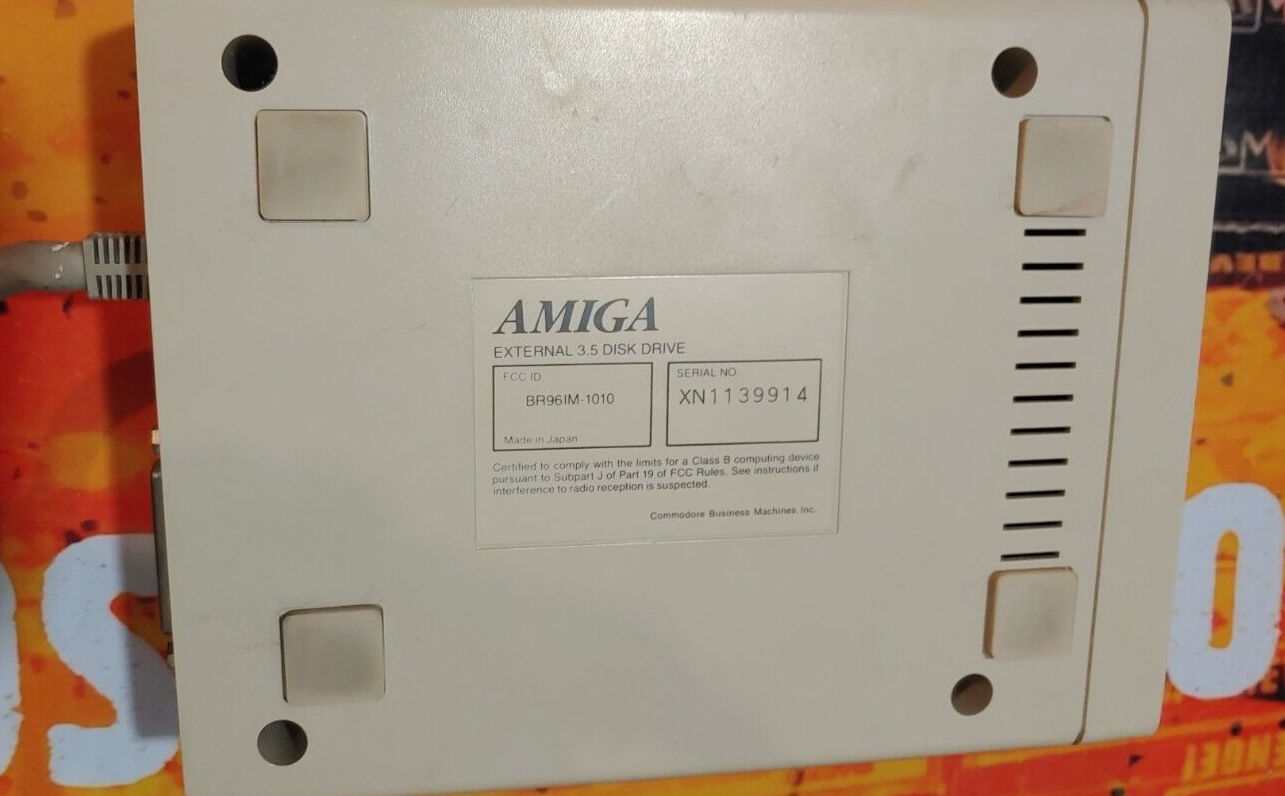 AMIGA
EXTERNAL 3.5 DISK DRIVE
FCC ID.
BR96IM-1010
Made in Japan
SERIAL NO.
XN1139914
Certified to comply with the limits for a Class B computing device
pursuant to Subpart J of Part 19 of FCC Rules. See instructions if
interference to radio reception is suspected.
Commodore Business Machines, Inc.